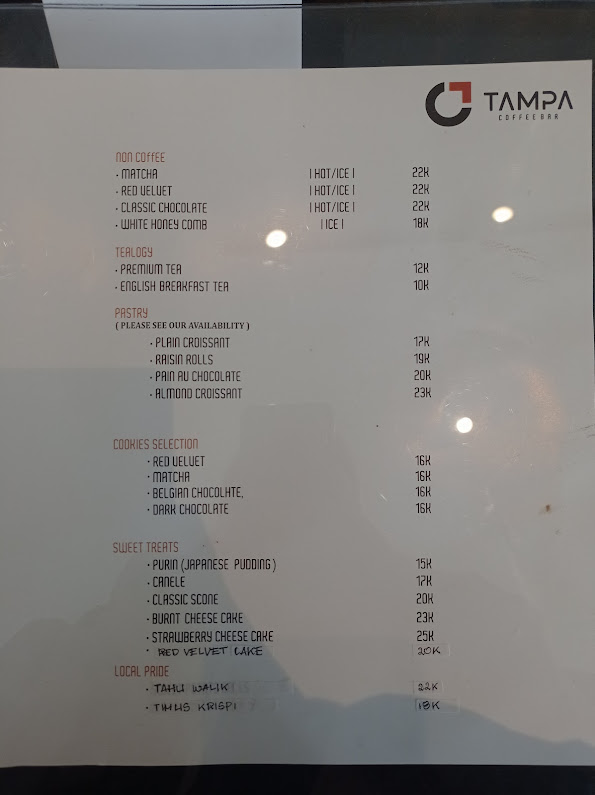 TAMPA
COFFEE BAR
NON COFFEE
· MATCHA | HOT/ICE | 22K
· RED VELVET | HOT/ICE | 22K
· CLASSIC CHOCOLATE | HOT/ICE | 22K
· WHITE HONEY COMB | ICE | 18K
TEALOGY
· PREMIUM TEA 12K
· ENGLISH BREAKFAST TEA 10K
PASTRY
( PLEASE SEE OUR AVAILABILITY )
· PLAIN CROISSANT 17K
· RAISIN ROLLS 19K
· PAIN AU CHOCOLATE 20K
· ALMOND CROISSANT 23K
COOKIES SELECTION
· RED VELVET 16K
· MATCHA 16K
· BELGIAN CHOCOLHTE, 16K
· DARK CHOCOLATE 16K
SWEET TREATS
· PURIN (JAPANESE PUDDING) 15K
· CANELE 17K
· CLASSIC SCONE 20K
· BURNT CHEESE CAKE 23K
· STRAWBERRY CHEESE CAKE 25K
· RED VELVET CAKE 20K
LOCAL PRIDE
· TAHU WALIK 22K
· TIMUS KRISPI 18K